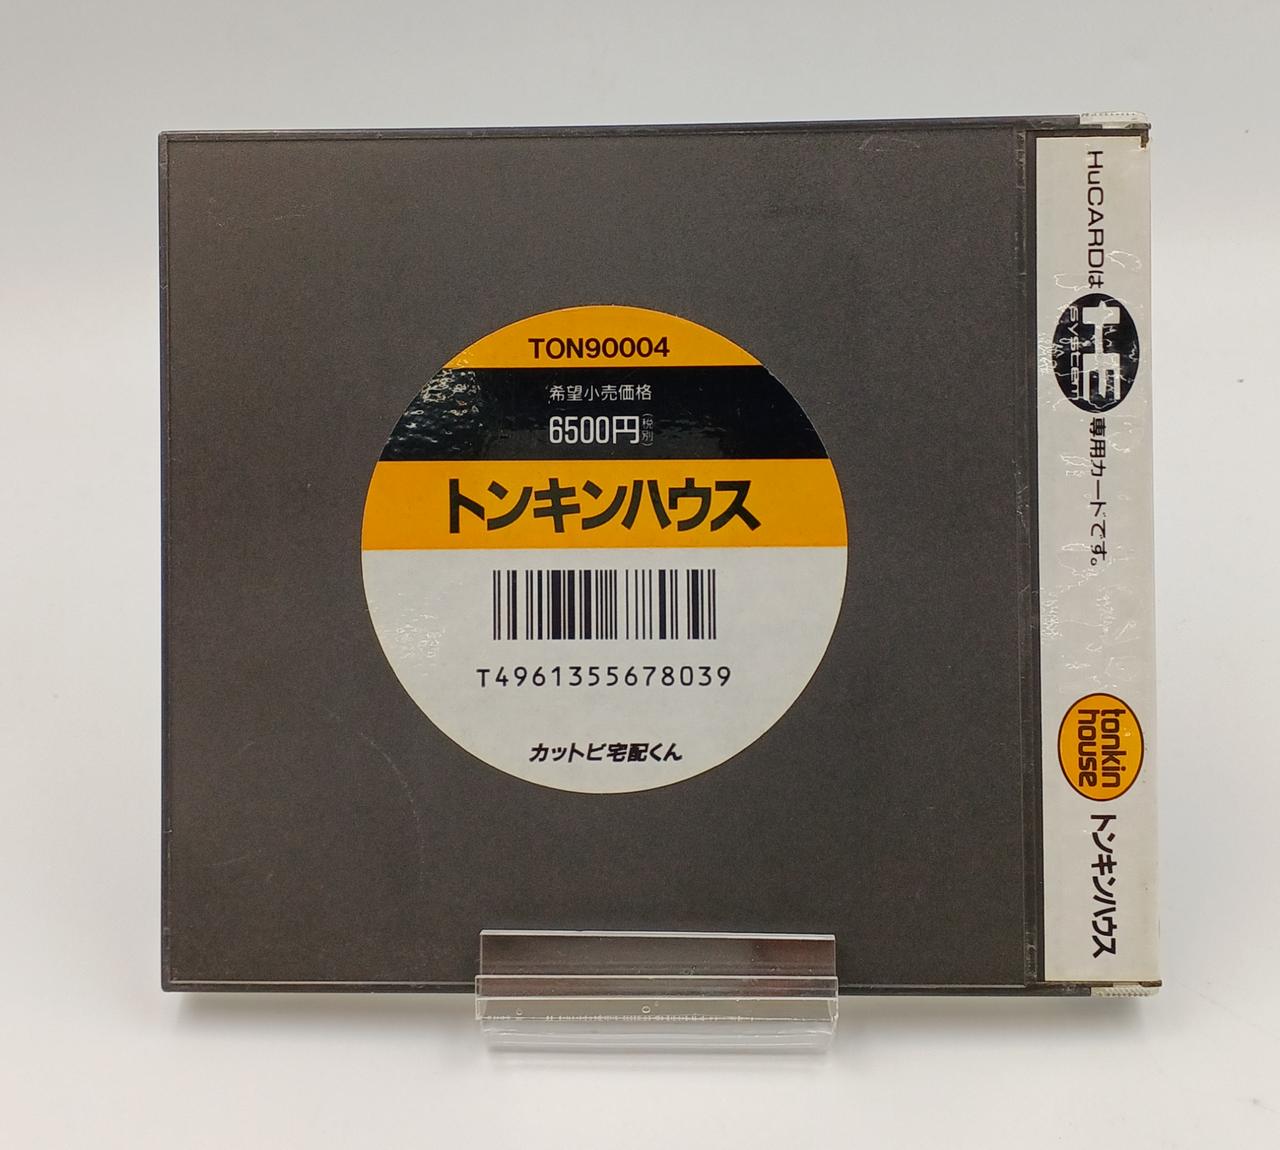 TON90004
希望小売価格
6500円(税別)
トンキンハウス
T4961355678039
カットビ宅配くん
HuCARDは HE system 専用カードです。
tonkin
house
トンキンハウス